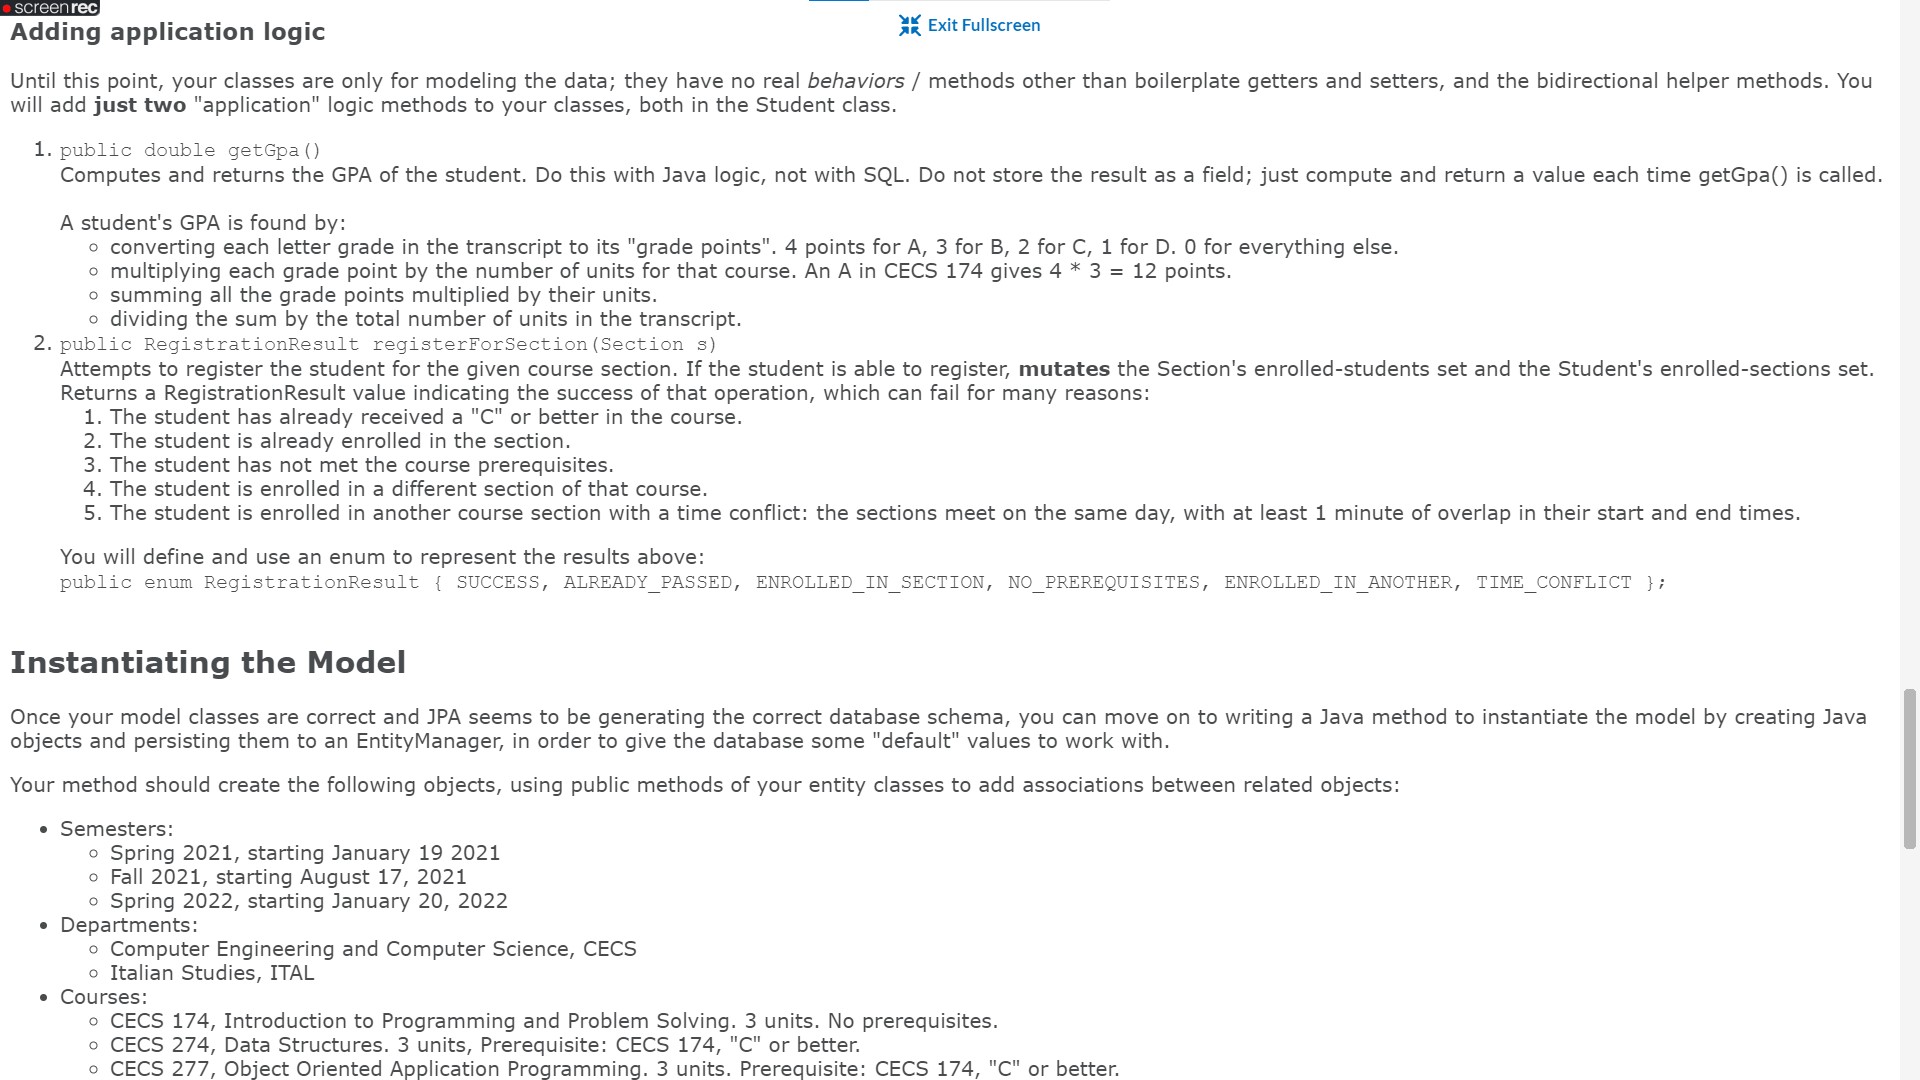 screenrec
Exit Fullscreen
Adding application logic
Until this point, your classes are only for modeling the data; they have no real behaviors / methods other than boilerplate getters and setters, and the bidirectional helper methods. You
will add just two "application" logic methods to your classes, both in the Student class.
1. public double getGpa()
Computes and returns the GPA of the student. Do this with Java logic, not with SQL. Do not store the result as a field; just compute and return a value each time getGpa() is called.
A student's GPA is found by:
◦ converting each letter grade in the transcript to its "grade points". 4 points for A, 3 for B, 2 for C, 1 for D. 0 for everything else.
◦ multiplying each grade point by the number of units for that course. An A in CECS 174 gives 4 * 3 = 12 points.
◦ summing all the grade points multiplied by their units.
◦ dividing the sum by the total number of units in the transcript.
2. public RegistrationResult registerForSection(Section s)
Attempts to register the student for the given course section. If the student is able to register, mutates the Section's enrolled-students set and the Student's enrolled-sections set.
Returns a RegistrationResult value indicating the success of that operation, which can fail for many reasons:
1. The student has already received a "C" or better in the course.
2. The student is already enrolled in the section.
3. The student has not met the course prerequisites.
4. The student is enrolled in a different section of that course.
5. The student is enrolled in another course section with a time conflict: the sections meet on the same day, with at least 1 minute of overlap in their start and end times.
You will define and use an enum to represent the results above:
public enum RegistrationResult { SUCCESS, ALREADY_PASSED, ENROLLED_IN_SECTION, NO_PREREQUISITES, ENROLLED_IN_ANOTHER, TIME_CONFLICT };
Instantiating the Model
Once your model classes are correct and JPA seems to be generating the correct database schema, you can move on to writing a Java method to instantiate the model by creating Java
objects and persisting them to an EntityManager, in order to give the database some "default" values to work with.
Your method should create the following objects, using public methods of your entity classes to add associations between related objects:
• Semesters:
◦ Spring 2021, starting January 19 2021
◦ Fall 2021, starting August 17, 2021
◦ Spring 2022, starting January 20, 2022
• Departments:
◦ Computer Engineering and Computer Science, CECS
◦ Italian Studies, ITAL
• Courses:
◦ CECS 174, Introduction to Programming and Problem Solving. 3 units. No prerequisites.
◦ CECS 274, Data Structures. 3 units, Prerequisite: CECS 174, "C" or better.
◦ CECS 277, Object Oriented Application Programming. 3 units. Prerequisite: CECS 174, "C" or better.